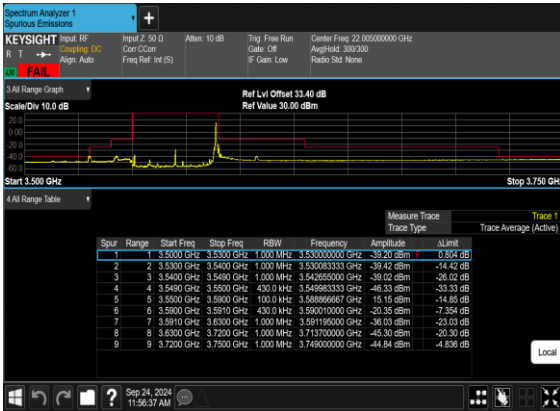 Spectrum Analyzer 1
Spurious Emissions
+
KEYSIGHT Input: RF Input Z: 50 Ω Atten: 10 dB Trig: Free Run Center Freq: 22.005000000 GHz
R T Coupling: DC Corr CCorr Gate: Off Avg|Hold: 300/300
Align: Auto Freq Ref: Int (S) IF Gain: Low Radio Std: None
LW FAIL
3 All Range Graph
Ref Lvl Offset 33.40 dB
Scale/Div 10.0 dB Ref Value 30.00 dBm
20.0
0.00
-20.0
-40.0
-60.0
Start 3.500 GHz Stop 3.750 GH
4 All Range Table
Measure Trace Trace 1
Trace Type Trace Average (Active)
Spur Range Start Freq Stop Freq RBW Frequency Amplitude ΔLimit
1 1 3.5000 GHz 3.5300 GHz 1.000 MHz 3.530000000 GHz -39.20 dBm F 0.804 dB
2 2 3.5300 GHz 3.5400 GHz 1.000 MHz 3.530083333 GHz -39.42 dBm -14.42 dB
3 3 3.5400 GHz 3.5490 GHz 1.000 MHz 3.542655000 GHz -39.02 dBm -26.02 dB
4 4 3.5490 GHz 3.5500 GHz 430.0 kHz 3.549983333 GHz -46.33 dBm -33.33 dB
5 5 3.5500 GHz 3.5900 GHz 100.0 kHz 3.588866667 GHz 15.15 dBm -14.85 dB
6 6 3.5900 GHz 3.5910 GHz 430.0 kHz 3.590010000 GHz -20.35 dBm -7.354 dB
7 7 3.5910 GHz 3.6300 GHz 1.000 MHz 3.591195000 GHz -36.03 dBm -23.03 dB
8 8 3.6300 GHz 3.7200 GHz 1.000 MHz 3.713700000 GHz -45.30 dBm -20.30 dB
9 9 3.7200 GHz 3.7500 GHz 1.000 MHz 3.749000000 GHz -44.84 dBm -4.836 dB
Local
? Sep 24, 2024
11:56:37 AM